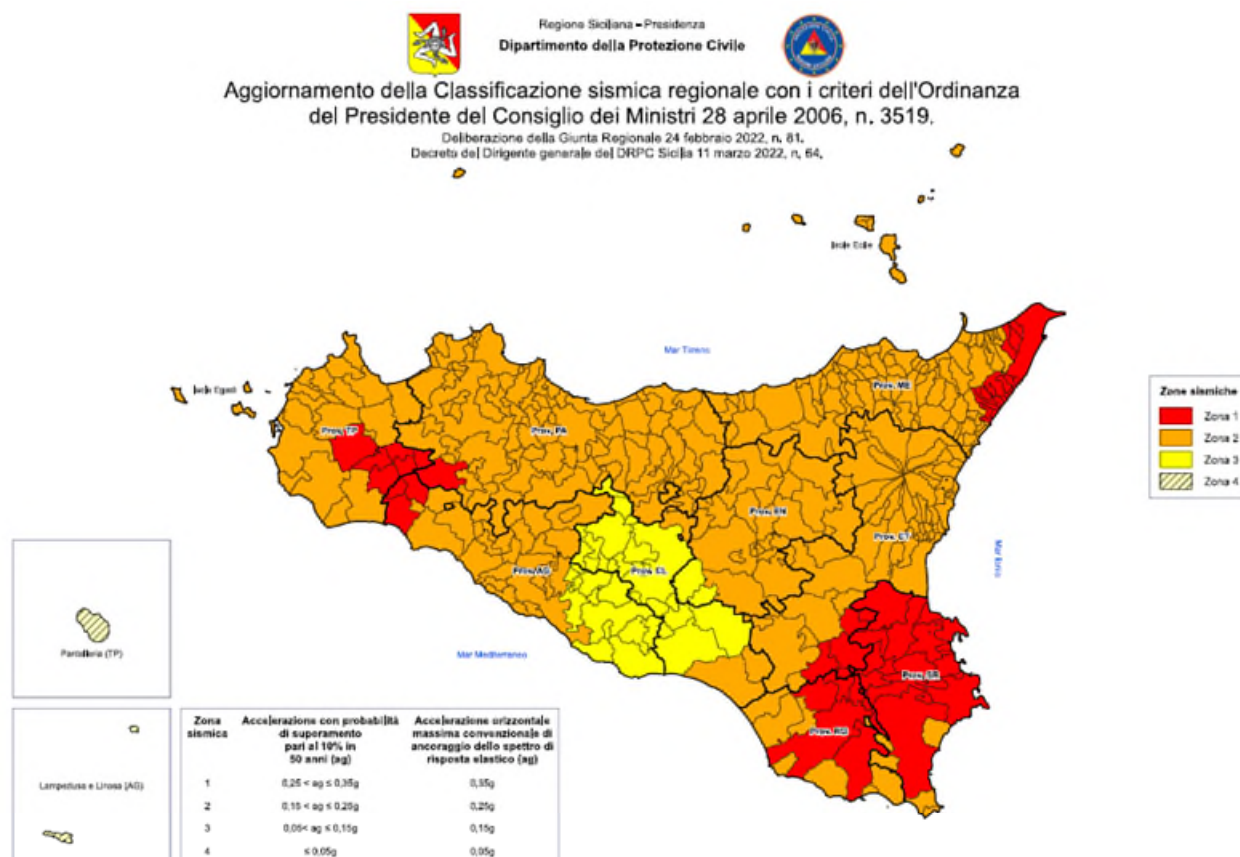 Regione Siciliana – Presidenza
Dipartimento della Protezione Civile
Aggiornamento della Classificazione sismica regionale con i criteri dell'Ordinanza
del Presidente del Consiglio dei Ministri 28 aprile 2006, n. 3519.
Deliberazione della Giunta Regionale 24 febbraio 2022, n. 81.
Decreto del Dirigente generale del DRPC Sicilia 11 marzo 2022, n. 64.
Isole Eolie
Mar Tirreno
Isole Egadi
Prov. ME
Prov. TP
Prov. PA
Zone sismiche
Zona 1
Zona 2
Zona 3
Zona 4
Prov. EN
Prov. CT
Mar Ionio
Prov. AG
Prov. CL
Pantelleria (TP)
Mar Mediterraneo
Prov. SR
Prov. RG
Lampedusa e Linosa (AG)
Zona
sismica
Accelerazione con probabilità
di superamento
pari al 10% in
50 anni (ag)
Accelerazione orizzontale
massima convenzionale di
ancoraggio dello spettro di
risposta elastico (ag)
1 0,25 < ag ≤ 0,35g 0,35g
2 0,15 < ag ≤ 0,25g 0,25g
3 0,05< ag ≤ 0,15g 0,15g
4 ≤ 0,05g 0,05g